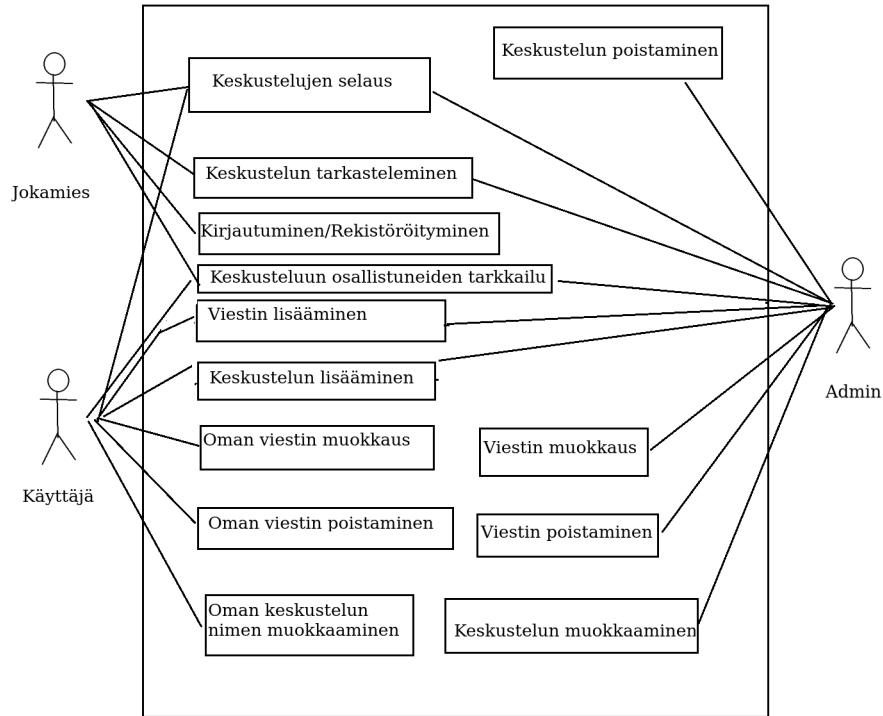 Keskustelun poistaminen
Keskustelujen selaus
Jokamies
Keskustelun tarkasteleminen
Kirjautuminen/Rekistöröityminen
Keskusteluun osallistuneiden tarkkailu
Viestin lisääminen
Keskustelun lisääminen
Admin
Oman viestin muokkaus
Viestin muokkaus
Käyttäjä
Oman viestin poistaminen
Viestin poistaminen
Oman keskustelun
nimen muokkaaminen
Keskustelun muokkaaminen